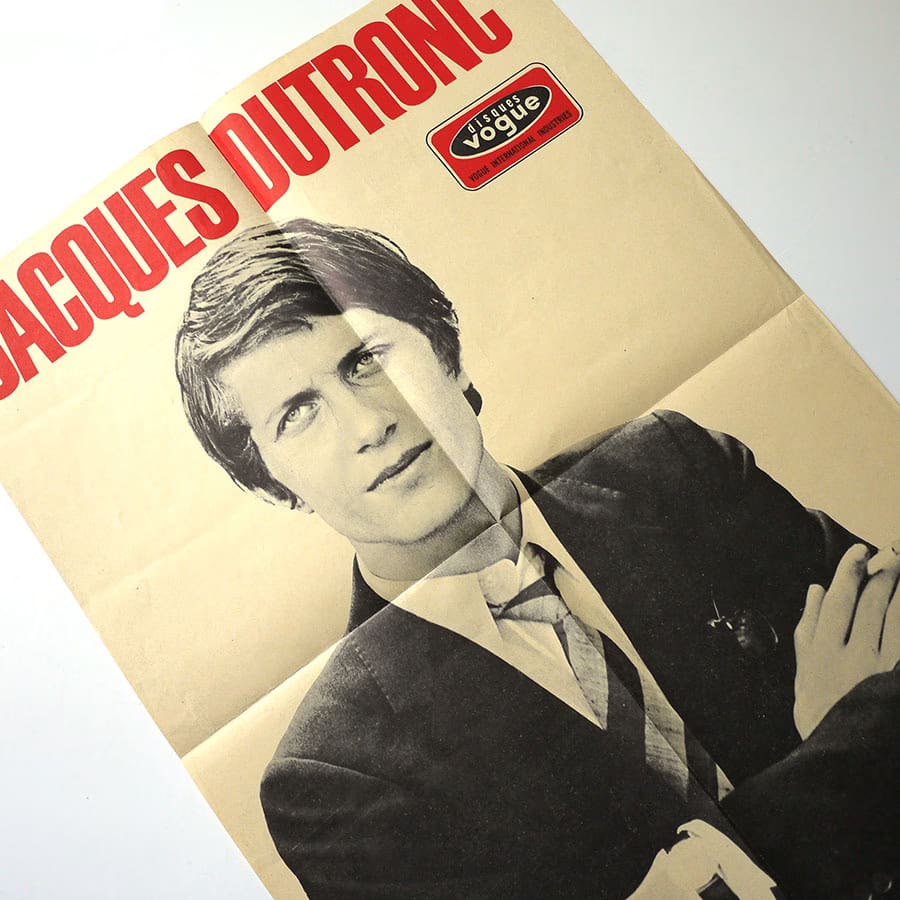 JACQUES DUTRONC
disques
vogue
VOGUE INTERNATIONAL INDUSTRIES